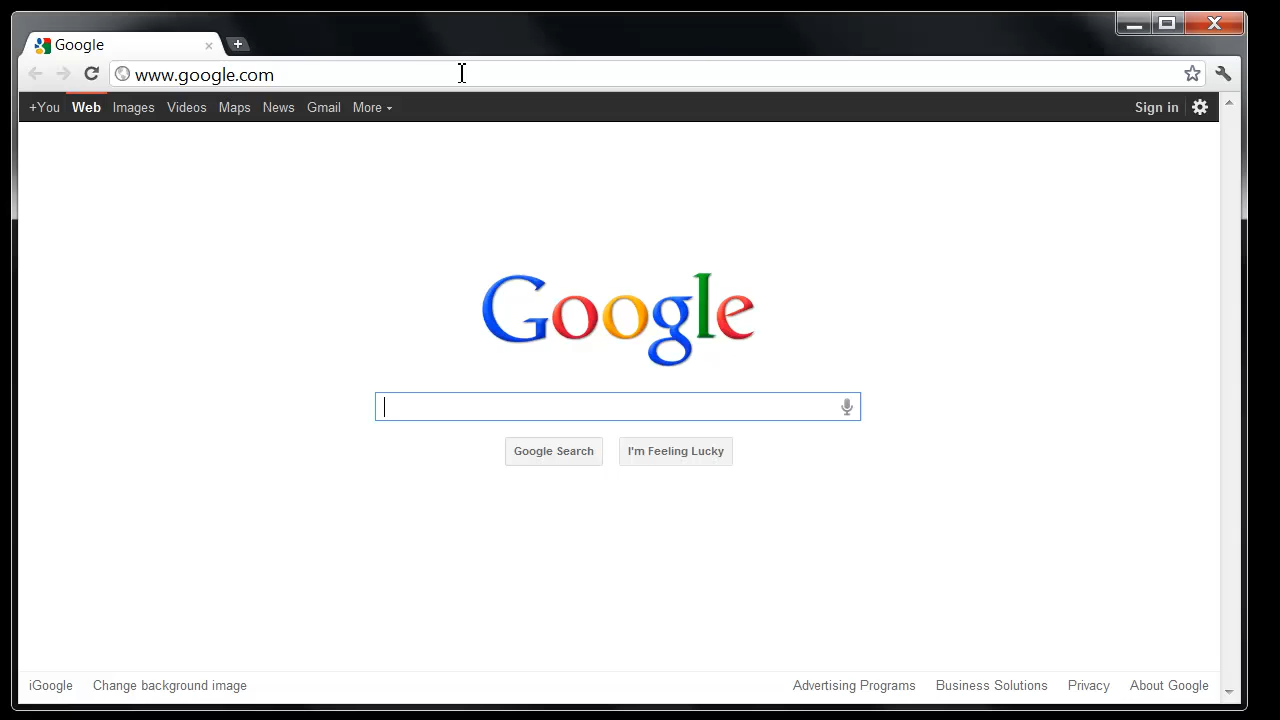 Google
www.google.com
+You Web Images Videos Maps News Gmail More Sign in
Google
Google Search I'm Feeling Lucky
iGoogle Change background image Advertising Programs Business Solutions Privacy About Google